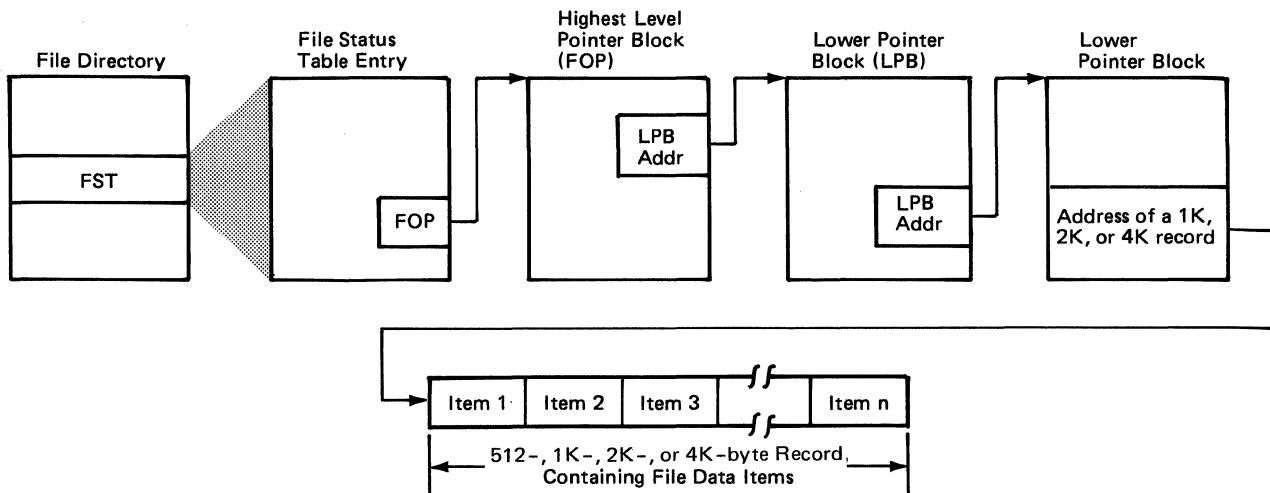 File Directory
FST
File Status
Table Entry
FOP
Highest Level
Pointer Block
(FOP)
LPB
Addr
Lower Pointer
Block (LPB)
LPB
Addr
Lower
Pointer Block
Address of a 1K,
2K, or 4K record
Item 1
Item 2
Item 3
Item n
512-, 1K-, 2K-, or 4K-byte Record,
Containing File Data Items